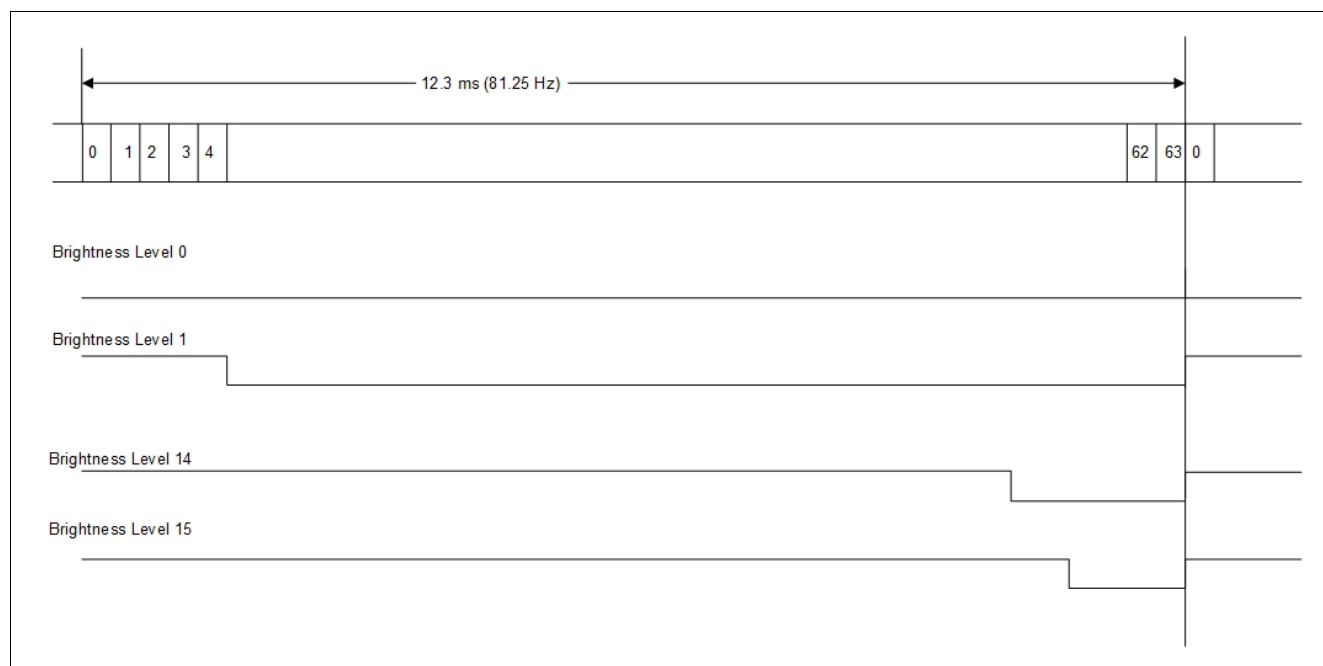 12.3 ms (81.25 Hz)
0 1 2 3 4 62 63 0
Brightness Level 0
Brightness Level 1
Brightness Level 14
Brightness Level 15